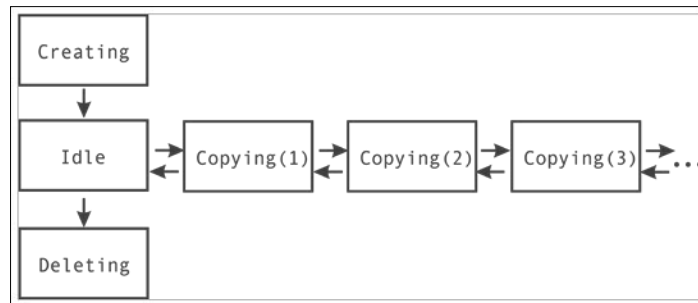 Creating
Idle
Copying(1)
Copying(2)
Copying(3)
...
Deleting